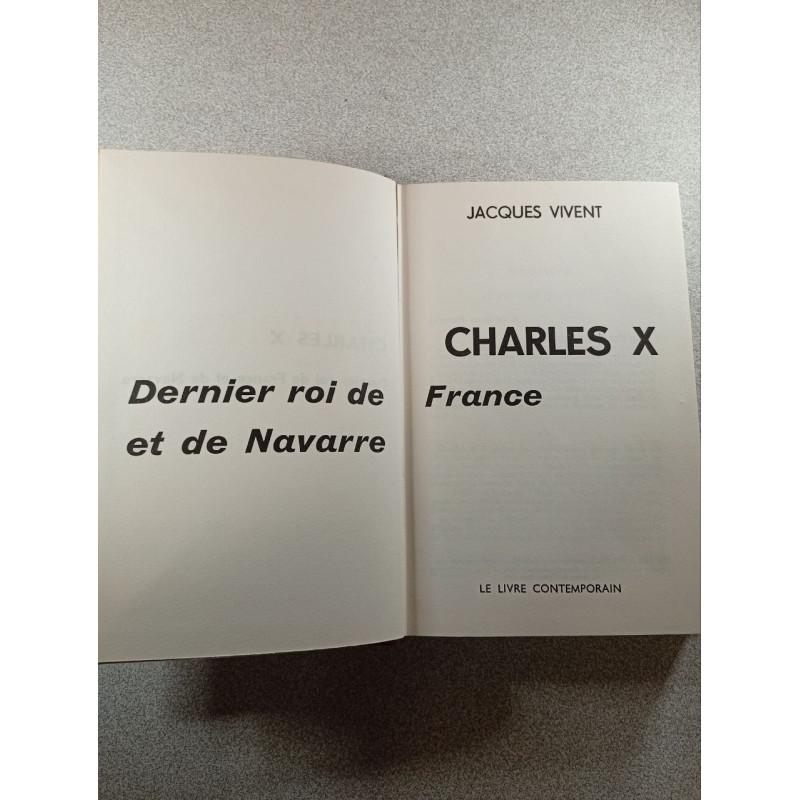 JACQUES VIVENT
CHARLES X
Dernier roi de France
et de Navarre
LE LIVRE CONTEMPORAIN